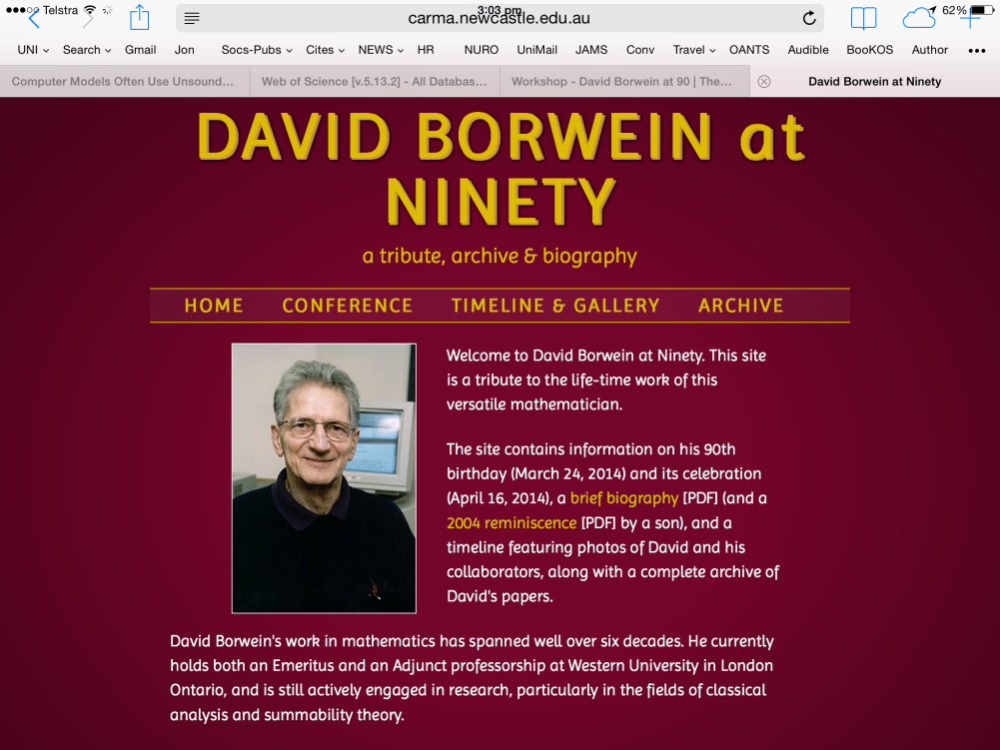 Telstra 3:03 pm 62%
carma.newcastle.edu.au
UNI Search Gmail Jon Socs-Pubs Cites NEWS HR NURO UniMail JAMS Conv Travel OANTS Audible BooKOS Author
Computer Models Often Use Unsound... Web of Science [v.5.13.2] - All Databas... Workshop - David Borwein at 90 | The... David Borwein at Ninety
DAVID BORWEIN at
NINETY
a tribute, archive & biography
HOME CONFERENCE TIMELINE & GALLERY ARCHIVE
Welcome to David Borwein at Ninety. This site
is a tribute to the life-time work of this
versatile mathematician.
The site contains information on his 90th
birthday (March 24, 2014) and its celebration
(April 16, 2014), a brief biography [PDF] (and a
2004 reminiscence [PDF] by a son), and a
timeline featuring photos of David and his
collaborators, along with a complete archive of
David's papers.
David Borwein's work in mathematics has spanned well over six decades. He currently
holds both an Emeritus and an Adjunct professorship at Western University in London
Ontario, and is still actively engaged in research, particularly in the fields of classical
analysis and summability theory.